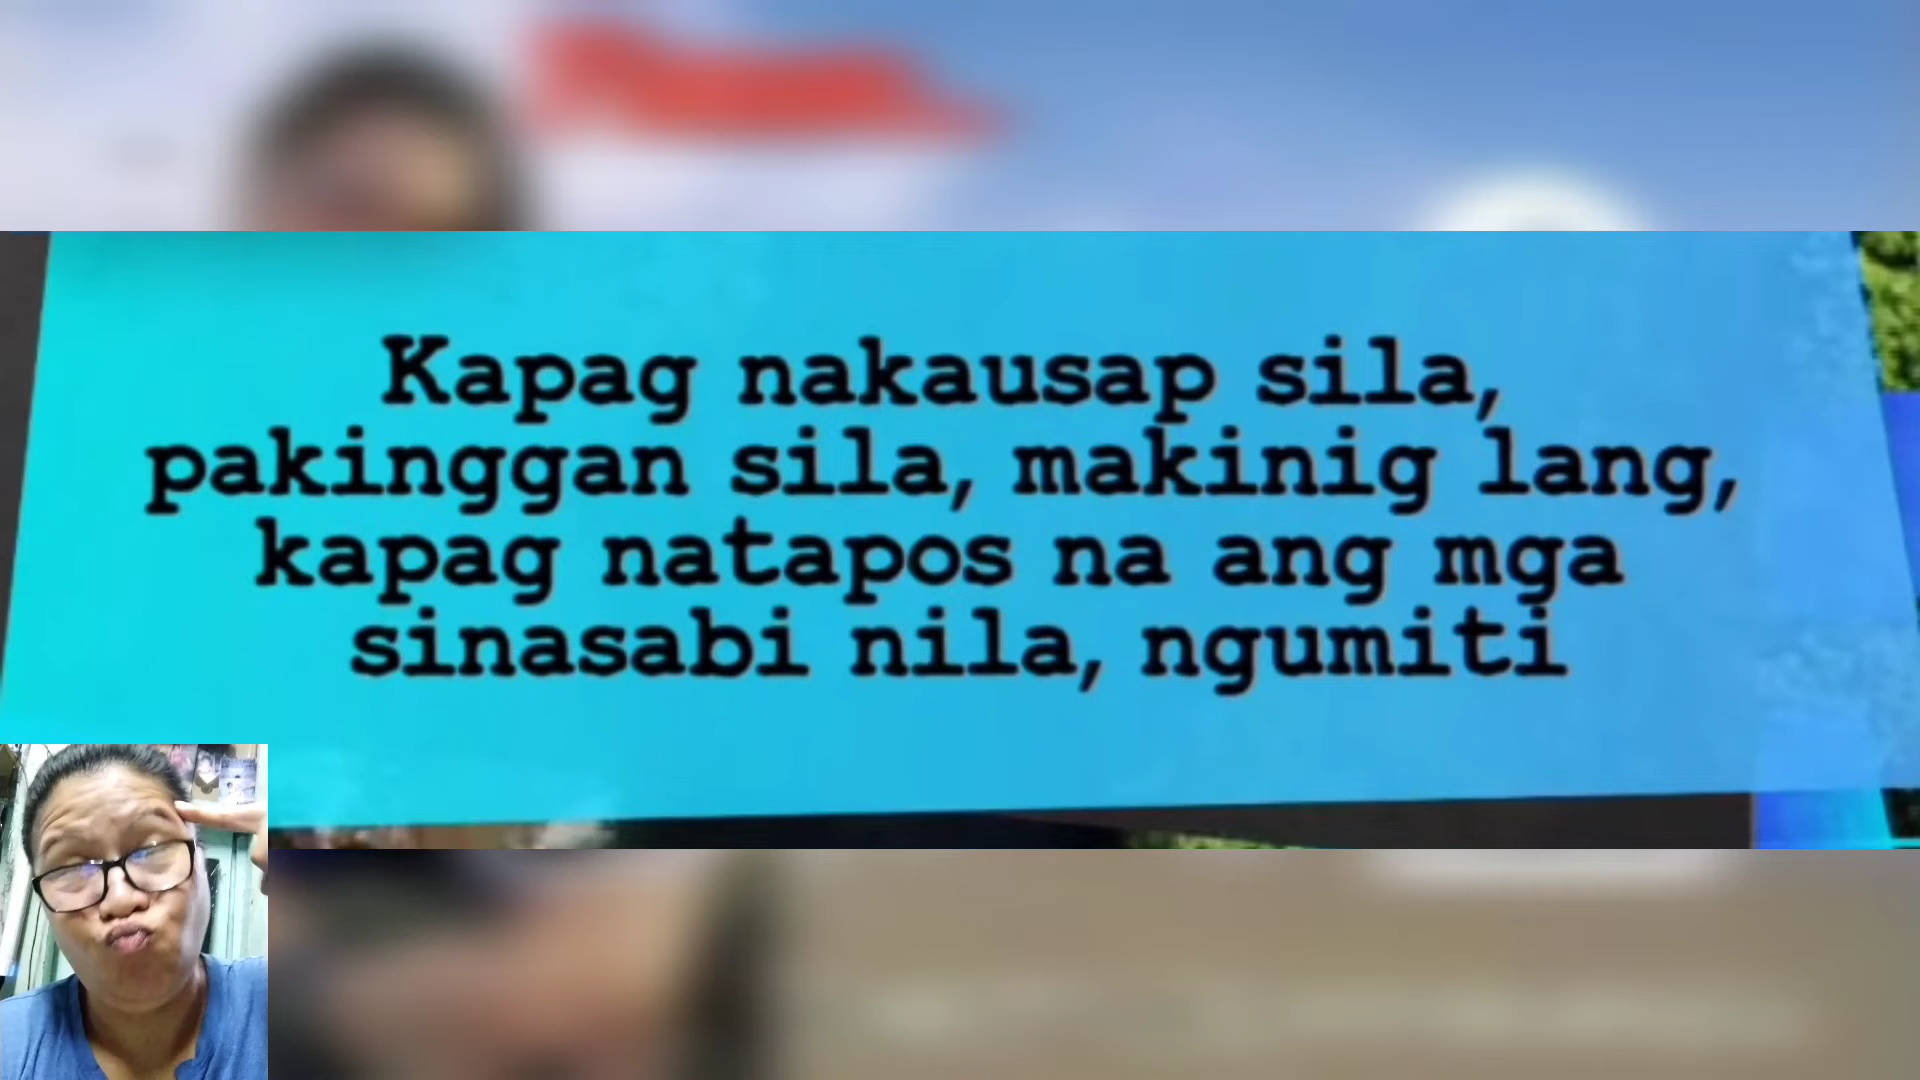 Kapag nakausap sila,
pakinggan sila, makinig lang,
kapag natapos na ang mga
sinasabi nila, ngumiti